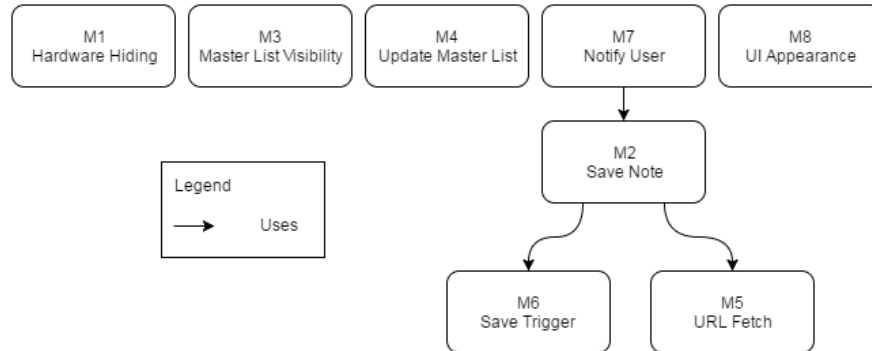 M1
Hardware Hiding
M3
Master List Visibility
M4
Update Master List
M7
Notify User
M8
UI Appearance
M2
Save Note
Legend
Uses
M6
Save Trigger
M5
URL Fetch